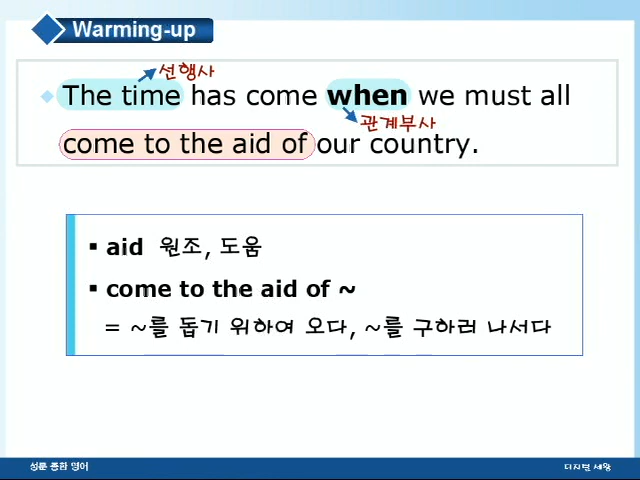 Warming-up
선행사
The time has come when we must all
관계부사
come to the aid of our country.
aid 원조, 도움
come to the aid of ~
= ~를 돕기 위하여 오다, ~를 구하러 나서다
성문 종합 영어
디지털 세왕